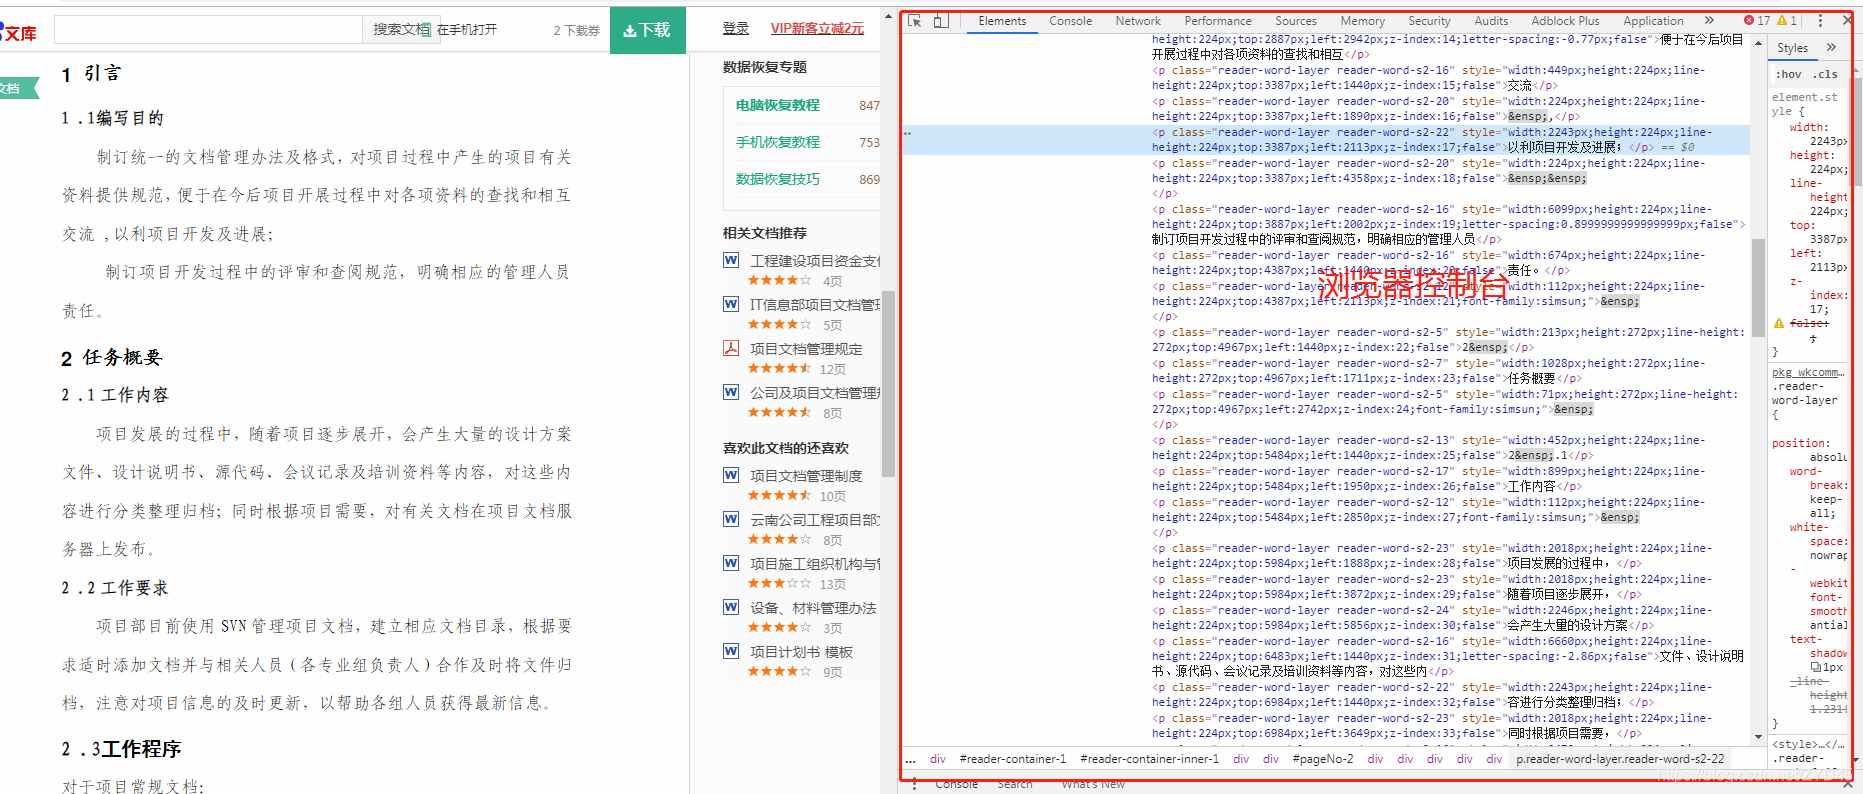 文库
搜索文档
在手机打开
2 下载券
下载
登录
VIP新客立减2元
文档
1 引言
1 .1编写目的
制订统一的文档管理办法及格式，对项目过程中产生的项目有关
资料提供规范，便于在今后项目开展过程中对各项资料的查找和相互
交流 ，以利项目开发及进展；
制订项目开发过程中的评审和查阅规范，明确相应的管理人员
责任。
2 任务概要
2 .1 工作内容
项目发展的过程中，随着项目逐步展开，会产生大量的设计方案
文件、设计说明书、源代码、会议记录及培训资料等内容，对这些内
容进行分类整理归档；同时根据项目需要，对有关文档在项目文档服
务器上发布。
2 .2 工作要求
项目部目前使用 SVN 管理项目文档，建立相应文档目录，根据要
求适时添加文档并与相关人员（各专业组负责人）合作及时将文件归
档，注意对项目信息的及时更新，以帮助各组人员获得最新信息。
2 .3工作程序
对于项目常规文档：
数据恢复专题
电脑恢复教程 847
手机恢复教程 753
数据恢复技巧 869
相关文档推荐
工程建设项目资金支付
4页
IT信息部项目文档管理
5页
项目文档管理规定
12页
公司及项目文档管理规
8页
喜欢此文档的还喜欢
项目文档管理制度
10页
云南公司工程项目部文
8页
项目施工组织机构与管
13页
设备、材料管理办法
3页
项目计划书 模板
9页
Elements Console Network Performance Sources Memory Security Audits Adblock Plus Application » 17 1
height:224px;top:2887px;left:2942px;z-index:14;letter-spacing:-0.77px;false">便于在今后项目
开展过程中对各项资料的查找和相互</p>
<p class="reader-word-layer reader-word-s2-16" style="width:449px;height:224px;line-
height:224px;top:3387px;left:1440px;z-index:15;false">交流</p>
<p class="reader-word-layer reader-word-s2-20" style="width:224px;height:224px;line-
height:224px;top:3387px;left:1890px;z-index:16;false">&ensp;,</p>
<p class="reader-word-layer reader-word-s2-22" style="width:2243px;height:224px;line-
height:224px;top:3387px;left:2113px;z-index:17;false">以利项目开发及进展；</p> == $0
<p class="reader-word-layer reader-word-s2-20" style="width:224px;height:224px;line-
height:224px;top:3387px;left:4358px;z-index:18;false">&ensp;&ensp;
</p>
<p class="reader-word-layer reader-word-s2-16" style="width:6099px;height:224px;line-
height:224px;top:3887px;left:2002px;z-index:19;letter-spacing:0.8999999999999999px;false">
制订项目开发过程中的评审和查阅规范，明确相应的管理人员</p>
<p class="reader-word-layer reader-word-s2-16" style="width:674px;height:224px;line-
height:224px;top:4387px;left:1440px;z-index:20;false">责任。</p>
<p class="reader-word-layer reader-word-s2-12" style="width:112px;height:224px;line-
height:224px;top:4387px;left:2113px;z-index:21;font-family:simsun;">&ensp;
</p>
浏览器控制台
<p class="reader-word-layer reader-word-s2-5" style="width:213px;height:272px;line-height:
272px;top:4967px;left:1440px;z-index:22;false">2&ensp;</p>
<p class="reader-word-layer reader-word-s2-7" style="width:1028px;height:272px;line-
height:272px;top:4967px;left:1711px;z-index:23;false">任务概要</p>
<p class="reader-word-layer reader-word-s2-5" style="width:71px;height:272px;line-height:
272px;top:4967px;left:2742px;z-index:24;font-family:simsun;">&ensp;
</p>
<p class="reader-word-layer reader-word-s2-13" style="width:452px;height:224px;line-
height:224px;top:5484px;left:1440px;z-index:25;false">2&ensp;.1</p>
<p class="reader-word-layer reader-word-s2-17" style="width:899px;height:224px;line-
height:224px;top:5484px;left:1950px;z-index:26;false">工作内容</p>
<p class="reader-word-layer reader-word-s2-12" style="width:112px;height:224px;line-
height:224px;top:5484px;left:2850px;z-index:27;font-family:simsun;">&ensp;
</p>
<p class="reader-word-layer reader-word-s2-23" style="width:2018px;height:224px;line-
height:224px;top:5984px;left:1888px;z-index:28;false">项目发展的过程中，</p>
<p class="reader-word-layer reader-word-s2-23" style="width:2018px;height:224px;line-
height:224px;top:5984px;left:3872px;z-index:29;false">随着项目逐步展开，</p>
<p class="reader-word-layer reader-word-s2-24" style="width:2246px;height:224px;line-
height:224px;top:5984px;left:5856px;z-index:30;false">会产生大量的设计方案</p>
<p class="reader-word-layer reader-word-s2-16" style="width:6660px;height:224px;line-
height:224px;top:6483px;left:1440px;z-index:31;letter-spacing:-2.86px;false">文件、设计说明
书、源代码、会议记录及培训资料等内容，对这些内</p>
<p class="reader-word-layer reader-word-s2-22" style="width:2243px;height:224px;line-
height:224px;top:6984px;left:1440px;z-index:32;false">容进行分类整理归档；</p>
<p class="reader-word-layer reader-word-s2-23" style="width:2018px;height:224px;line-
height:224px;top:6984px;left:3649px;z-index:33;false">同时根据项目需要，</p>
... div #reader-container-1 #reader-container-inner-1 div div #pageNo-2 div div div div div p.reader-word-layer.reader-word-s2-22
Console Search What's New
Styles »
:hov .cls
element.st
yle {
width:
2243px
height:
224px;
line-
height
224px;
top:
3387px
left:
2113px
z-
index:
17;
false:
;
}
pkg_wkcomm…
.reader-
word-layer
{
position:
absolu
word-
break:
keep-
all;
white-
space:
nowrap
-
webkit
font-
smooth
antial
text-
shadow
1px
_line-
height
1.231!
}
<style>…</…
.reader-